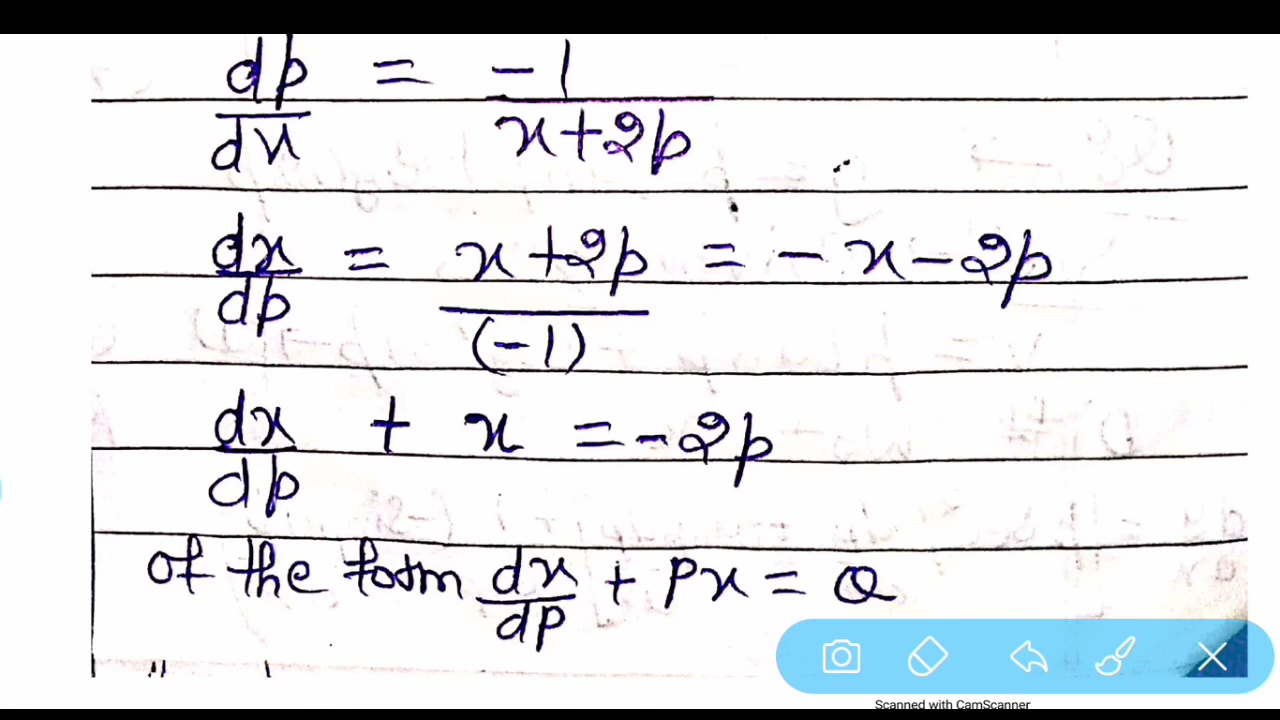 dp/dx = -1/(x+2p)
dx/dp = (x+2p)/(-1) = -x-2p
dx/dp + x = -2p
of the form dx/dp + Px = Q
Scanned with CamScanner